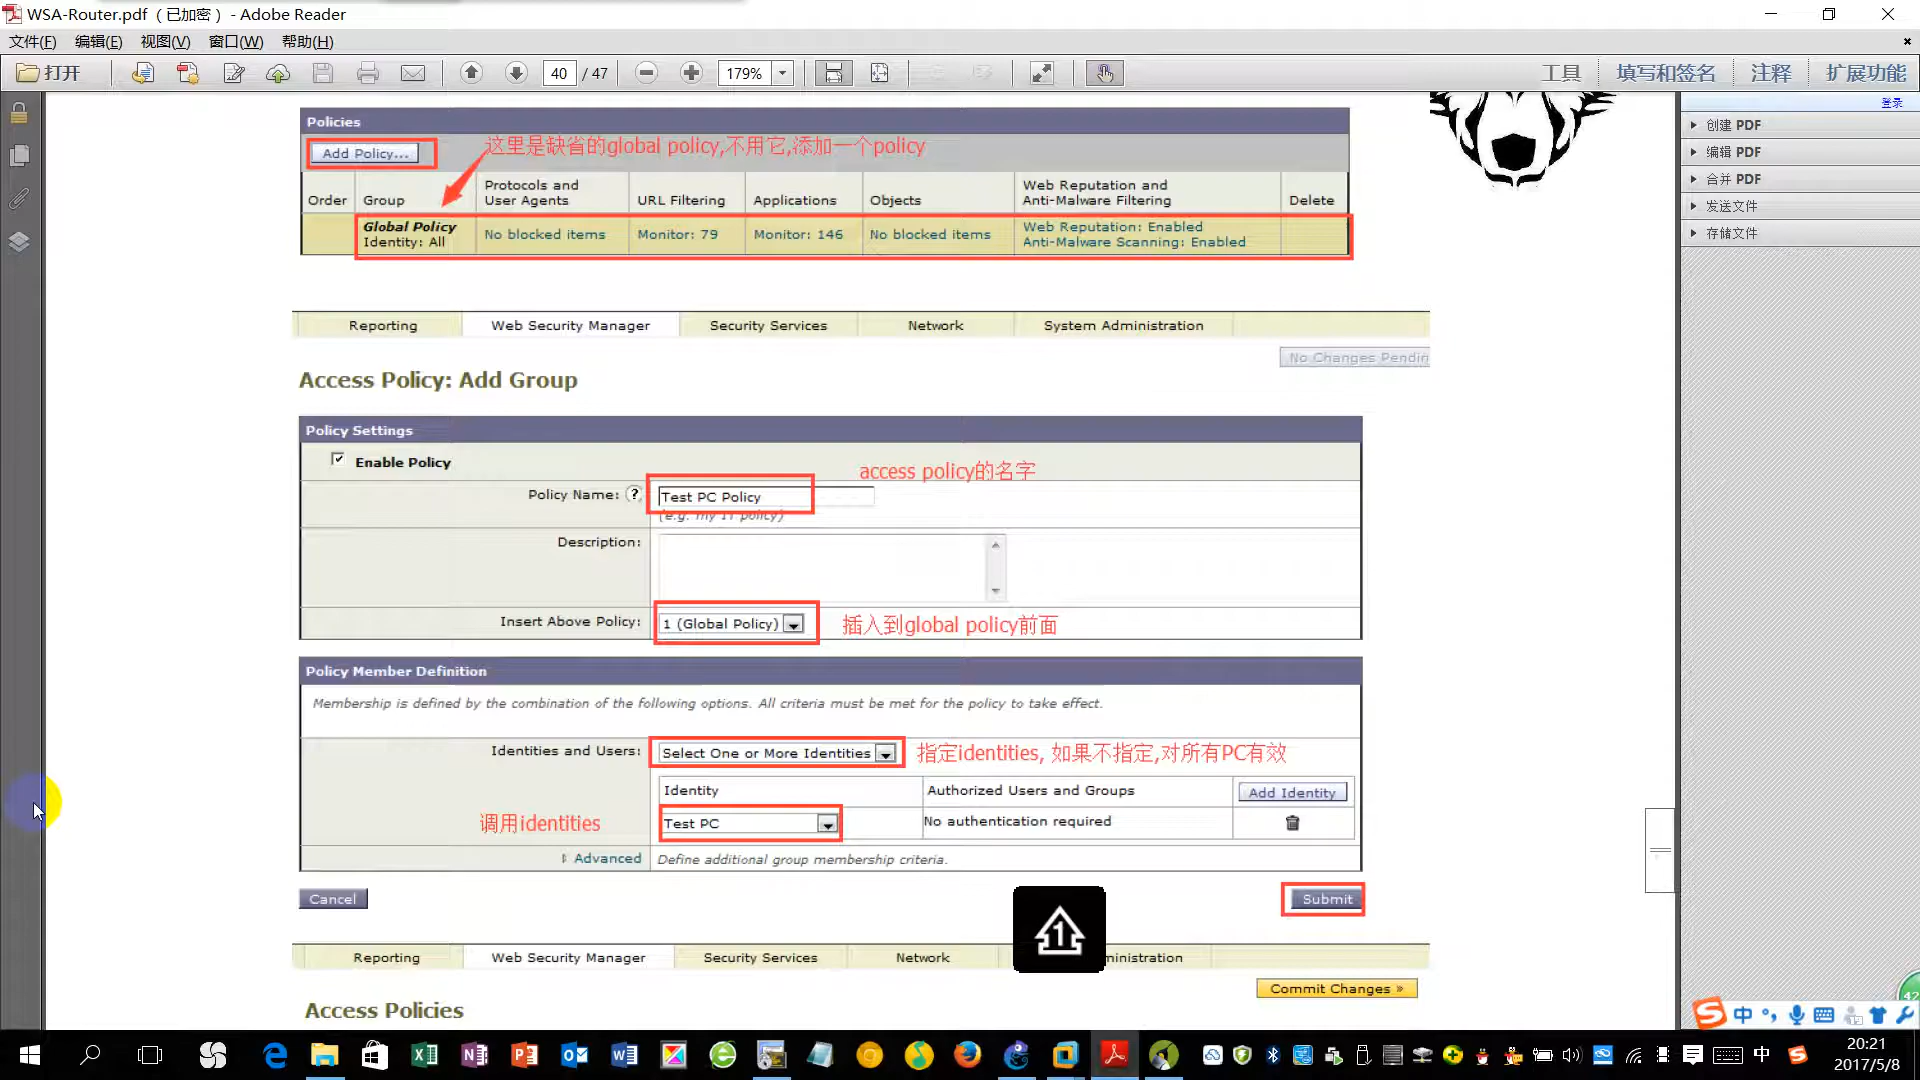 WSA-Router.pdf （已加密） - Adobe Reader
文件(F) 编辑(E) 视图(V) 窗口(W) 帮助(H)
打开 40 / 47 179% 工具 填写和签名 注释 扩展功能
登录
创建 PDF
编辑 PDF
合并 PDF
发送文件
存储文件
Policies
Add Policy... 这里是缺省的global policy,不用它,添加一个policy
Order Group Protocols and User Agents URL Filtering Applications Objects Web Reputation and Anti-Malware Filtering Delete
Global Policy Identity: All No blocked items Monitor: 79 Monitor: 146 No blocked items Web Reputation: Enabled Anti-Malware Scanning: Enabled
Reporting Web Security Manager Security Services Network System Administration
No Changes Pendin
Access Policy: Add Group
Policy Settings
Enable Policy
access policy的名字
Policy Name: ? Test PC Policy
(e.g. my IT policy)
Description:
Insert Above Policy: 1 (Global Policy) 插入到global policy前面
Policy Member Definition
Membership is defined by the combination of the following options. All criteria must be met for the policy to take effect.
Identities and Users: Select One or More Identities 指定identities, 如果不指定,对所有PC有效
Identity Authorized Users and Groups Add Identity
调用identities Test PC No authentication required
Advanced Define additional group membership criteria.
Cancel Submit
1
Reporting Web Security Manager Security Services Network ministration
Commit Changes »
Access Policies
42
中
中
20:21
2017/5/8